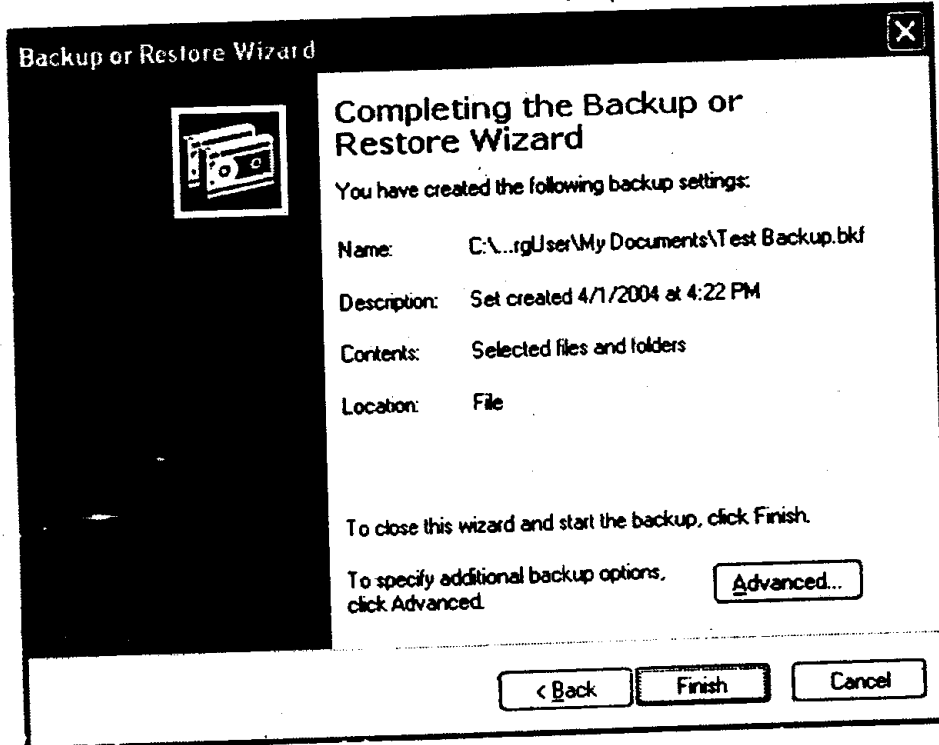 Backup or Restore Wizard
Completing the Backup or
Restore Wizard
You have created the following backup settings:
Name: C:\...rgUser\My Documents\Test Backup.bkf
Description: Set created 4/1/2004 at 4:22 PM
Contents: Selected files and folders
Location: File
To close this wizard and start the backup, click Finish.
To specify additional backup options,
click Advanced.
Advanced...
< Back Finish Cancel